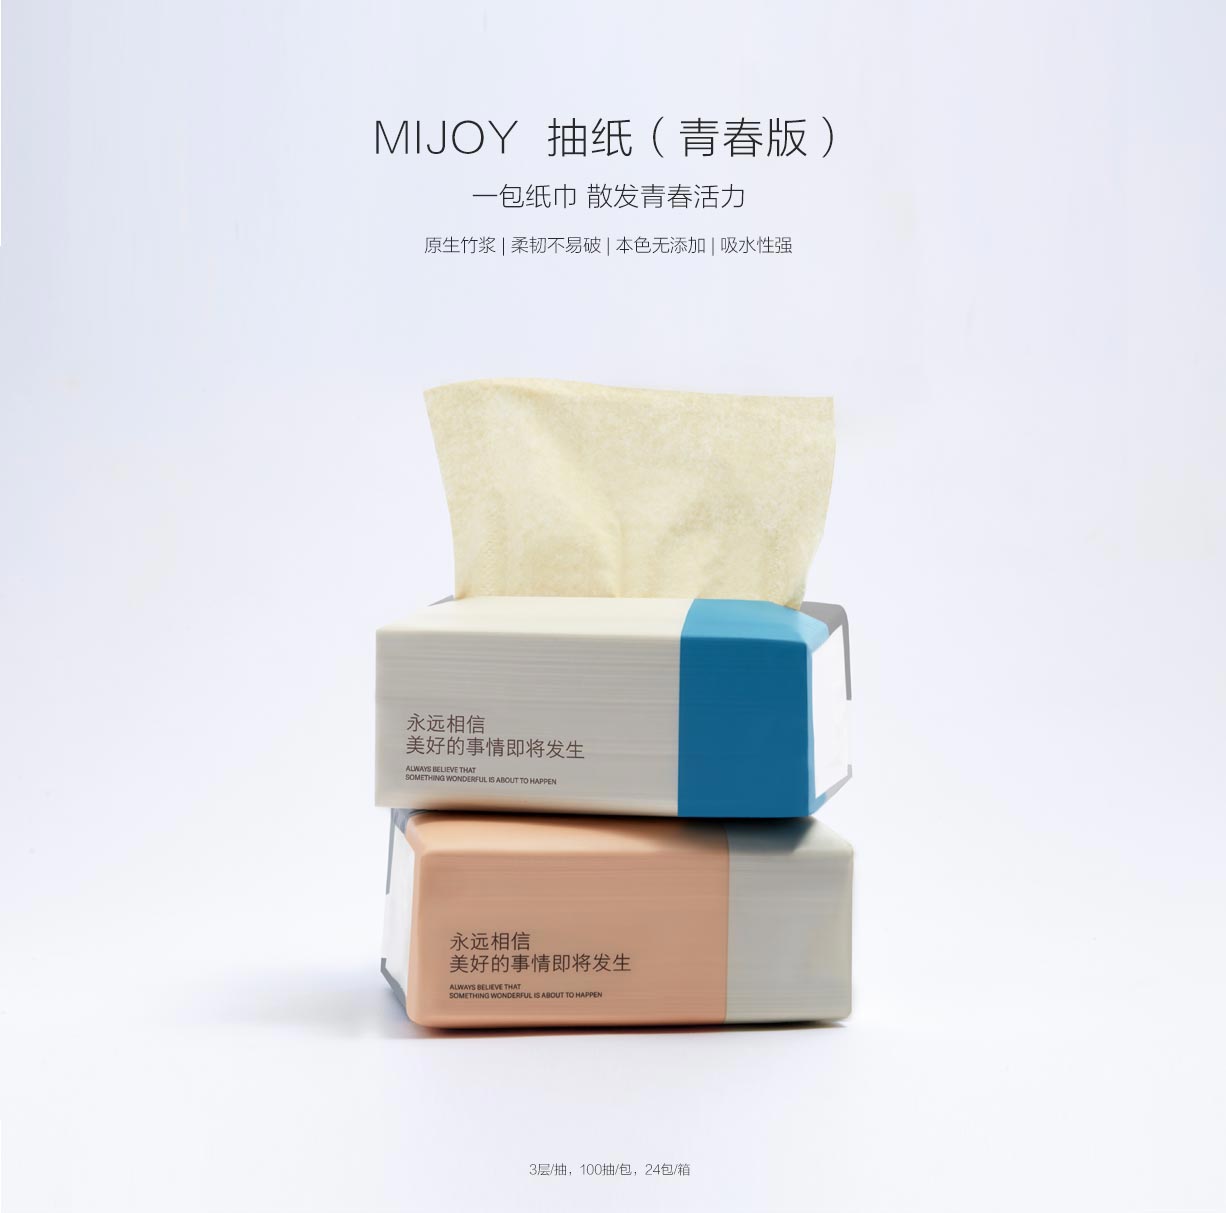 MIJOY 抽纸（青春版）
一包纸巾 散发青春活力
原生竹浆 | 柔韧不易破 | 本色无添加 | 吸水性强
永远相信
美好的事情即将发生
ALWAYS BELIEVE THAT
SOMETHING WONDERFUL IS ABOUT TO HAPPEN
永远相信
美好的事情即将发生
ALWAYS BELIEVE THAT
SOMETHING WONDERFUL IS ABOUT TO HAPPEN
3层/抽，100抽/包，24包/箱